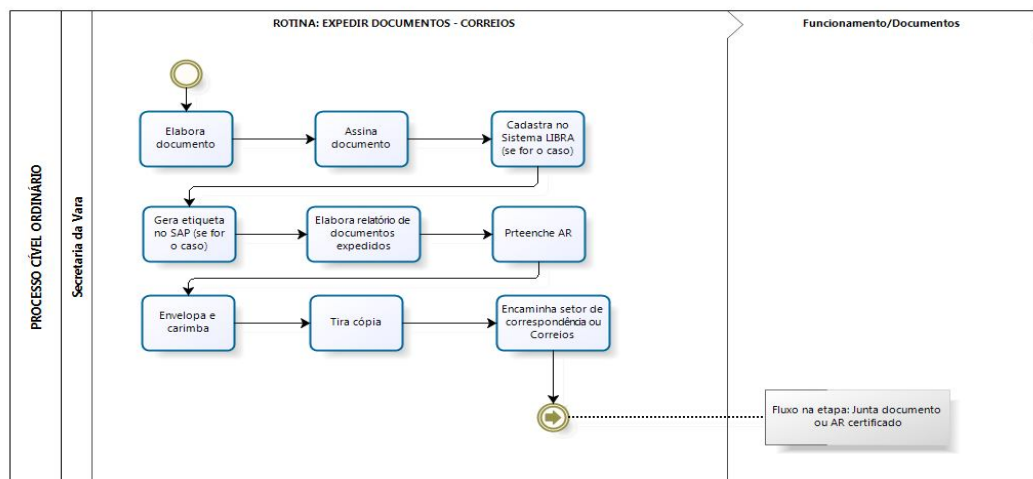 ROTINA: EXPEDIR DOCUMENTOS - CORREIOS
Funcionamento/Documentos
PROCESSO CÍVEL ORDINÁRIO
Secretaria da Vara
Elabora
documento
Assina
documento
Cadastra no
Sistema LIBRA
(se for o caso)
Gera etiqueta
no SAP (se for
o caso)
Elabora relatório de
documentos
expedidos
Prteenche AR
Envelopa e
carimba
Tira cópia
Encaminha setor de
correspondência ou
Correios
Fluxo na etapa: Junta documento
ou AR certificado